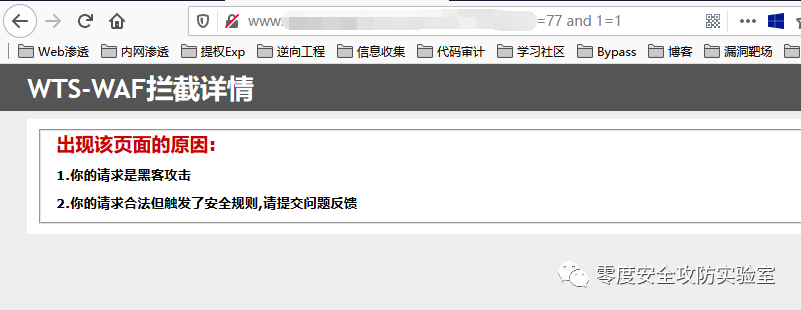 www.
=77 and 1=1
Web渗透 内网渗透 提权Exp 逆向工程 信息收集 代码审计 学习社区 Bypass 博客 漏洞靶场
WTS-WAF拦截详情
出现该页面的原因:
1.你的请求是黑客攻击
2.你的请求合法但触发了安全规则,请提交问题反馈
零度安全攻防实验室